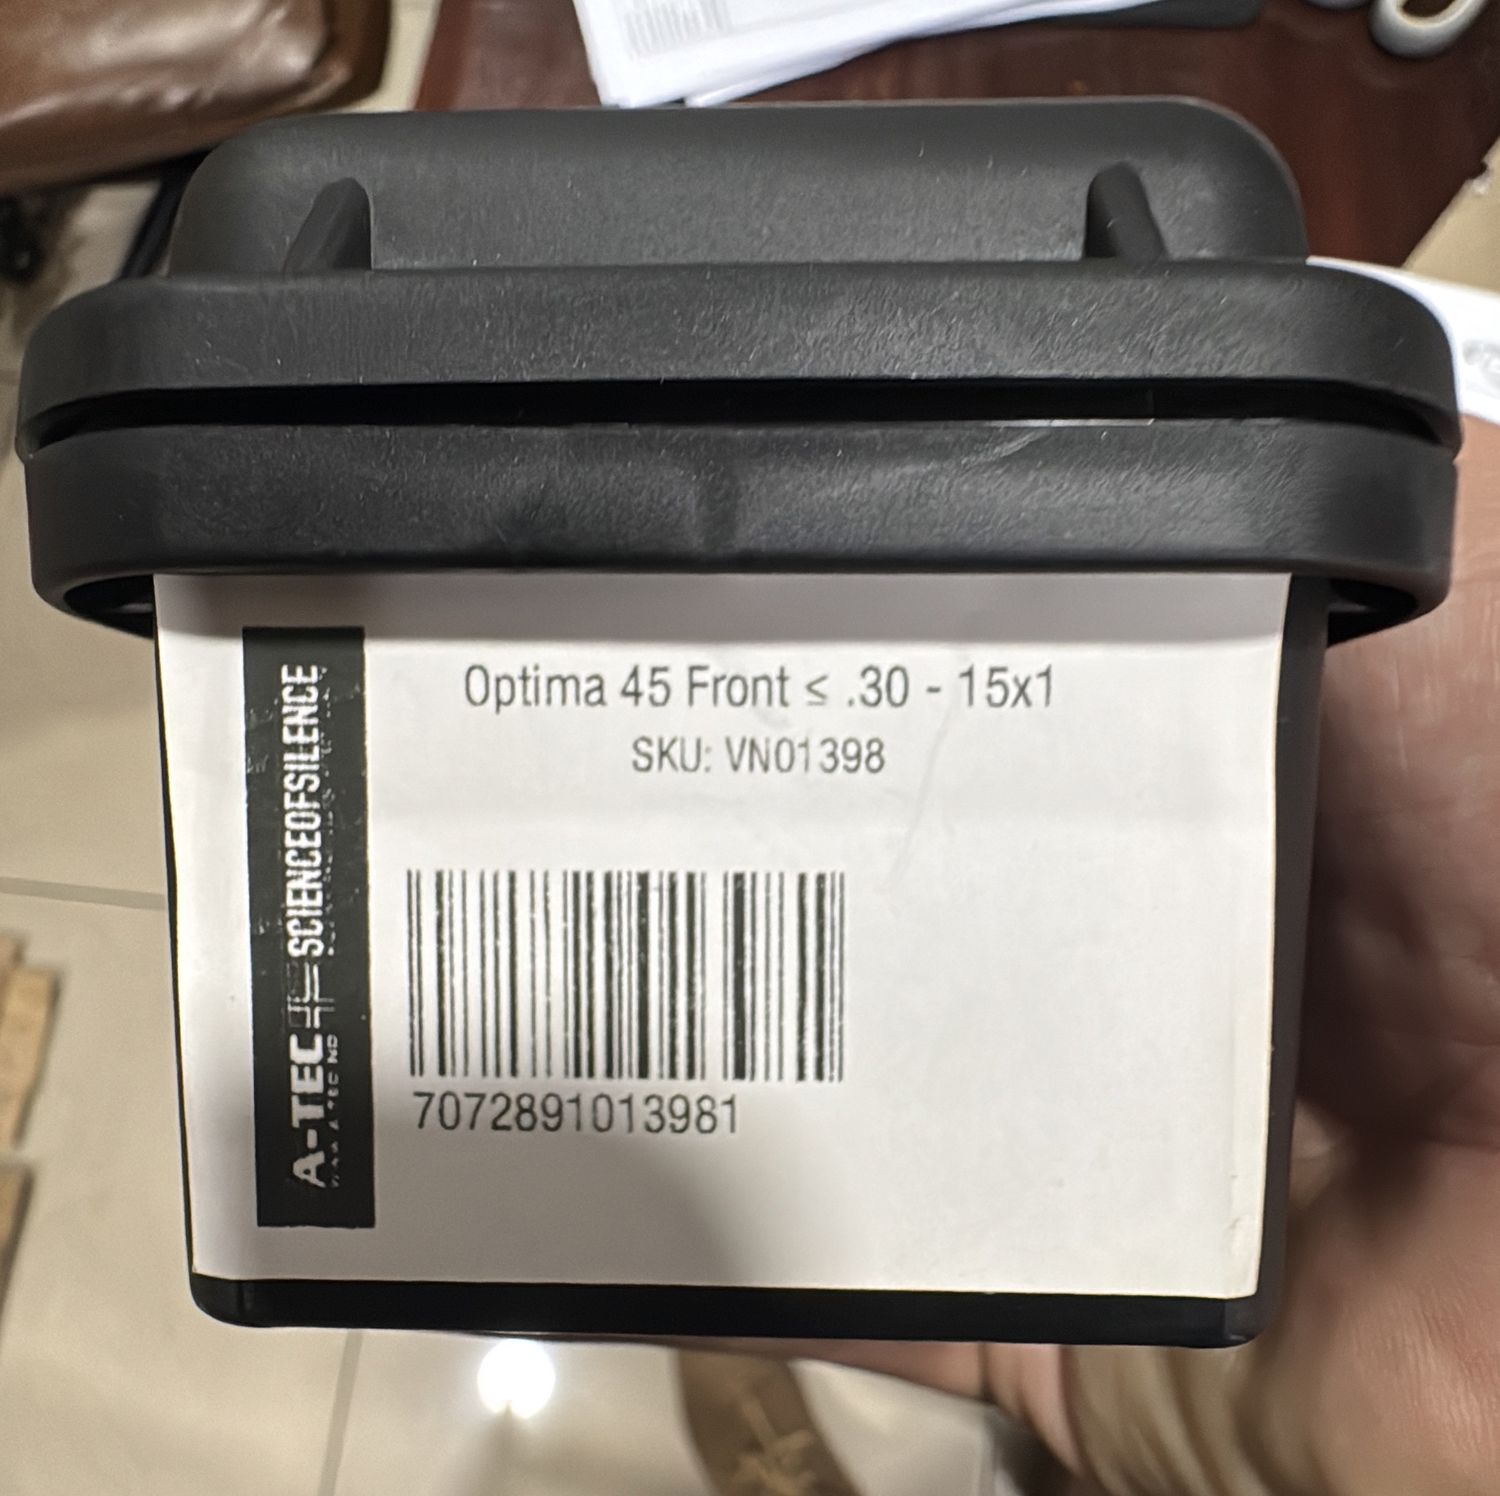 Optima 45 Front ≤ .30 - 15x1
SKU: VN01398
A-TEC SCIENCEOFSILENCE
7072891013981